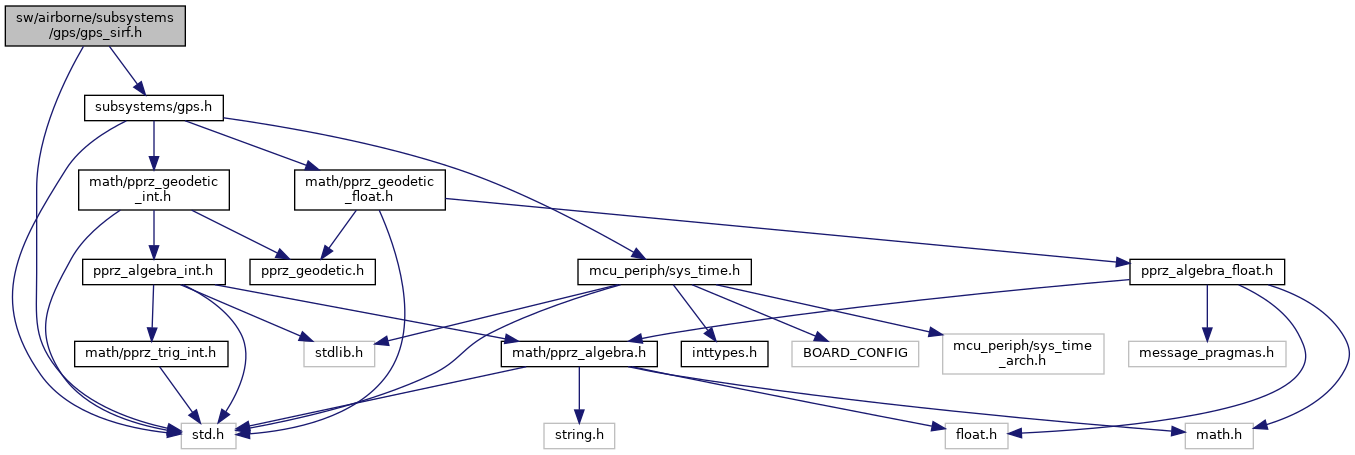 sw/airborne/subsystems
/gps/gps_sirf.h
subsystems/gps.h
math/pprz_geodetic
_int.h
math/pprz_geodetic
_float.h
pprz_algebra_int.h
pprz_geodetic.h
mcu_periph/sys_time.h
pprz_algebra_float.h
math/pprz_trig_int.h
stdlib.h
math/pprz_algebra.h
inttypes.h
BOARD_CONFIG
mcu_periph/sys_time
_arch.h
message_pragmas.h
std.h
string.h
float.h
math.h